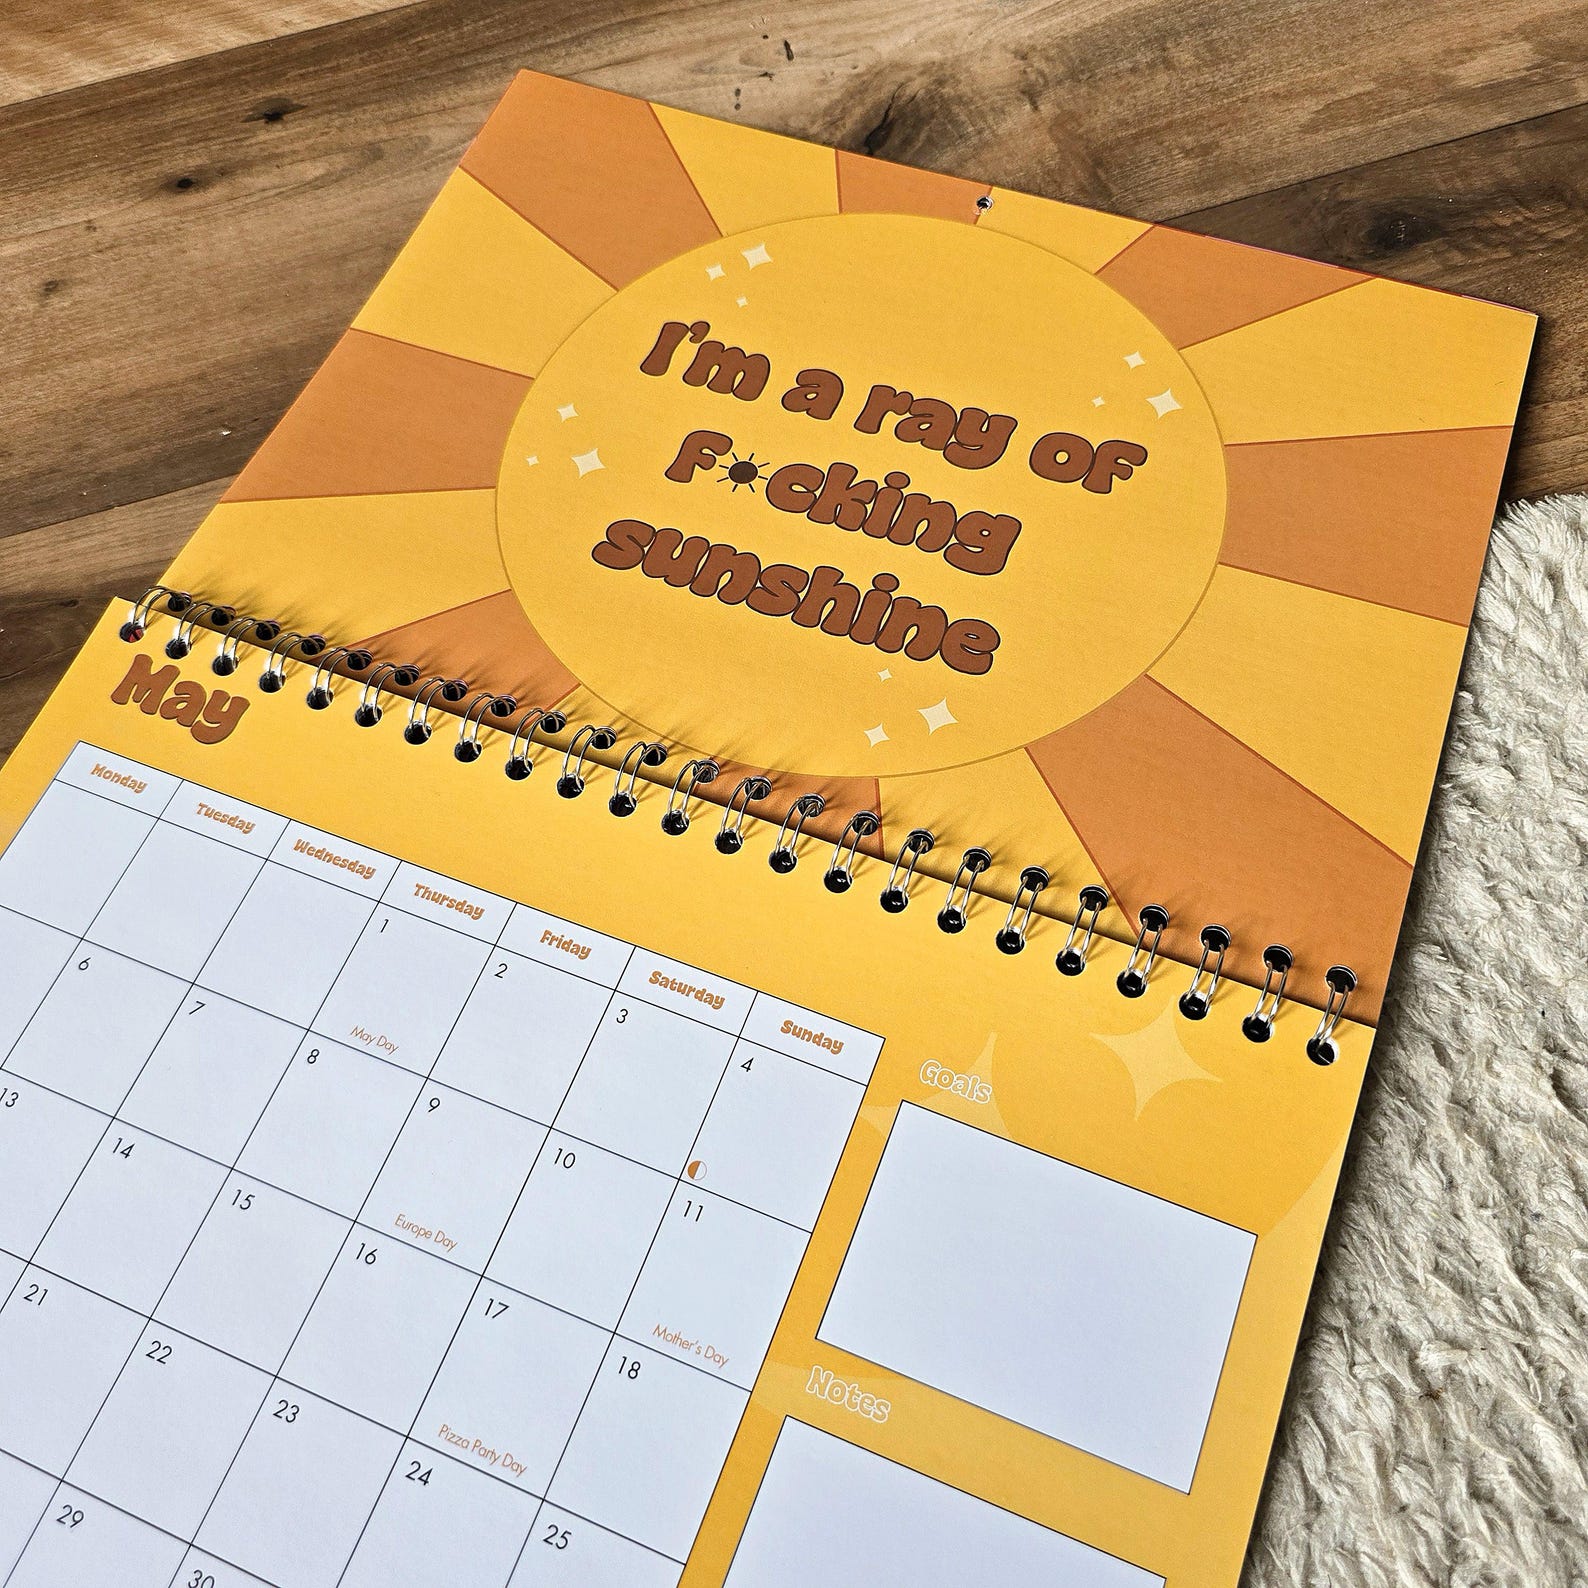 I'm a ray of
F☀cking
sunshine
May
Monday Tuesday Wednesday Thursday Friday Saturday Sunday
1 2 3 4
May Day
6 7 8 9 10 11
Europe Day
Mother's Day
13 14 15 16 17 18
Pizza Party Day
21 22 23 24 25
29 30
Goals
Notes